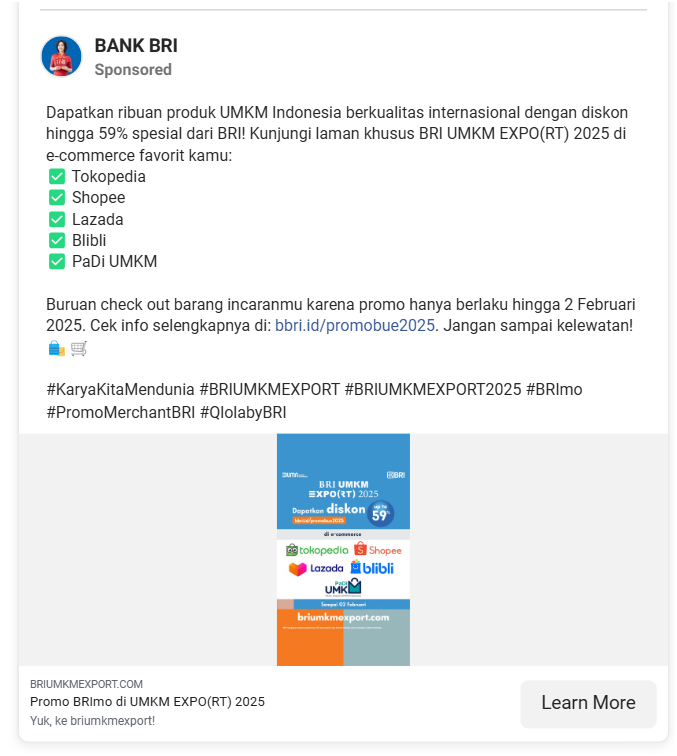 BANK BRI
Sponsored
Dapatkan ribuan produk UMKM Indonesia berkualitas internasional dengan diskon
hingga 59% spesial dari BRI! Kunjungi laman khusus BRI UMKM EXPO(RT) 2025 di
e-commerce favorit kamu:
✅ Tokopedia
✅ Shopee
✅ Lazada
✅ Blibli
✅ PaDi UMKM
Buruan check out barang incaranmu karena promo hanya berlaku hingga 2 Februari
2025. Cek info selengkapnya di: bbri.id/promobue2025. Jangan sampai kelewatan!
🛍️ 🛒
#KaryaKitaMendunia #BRIUMKMEXPORT #BRIUMKMEXPORT2025 #BRImo
#PromoMerchantBRI #QlolabyBRI
BUMN BRI
BRI UMKM
EXPO(RT) 2025
Dapatkan diskon up to 59%
bbri.id/promobue2025
di e-commerce
tokopedia Shopee
Lazada blibli
PaDi
UMKM
Sampai 02 Februari
briumkmexport.com
BRIUMKMEXPORT.COM
Promo BRImo di UMKM EXPO(RT) 2025
Yuk, ke briumkmexport!
Learn More